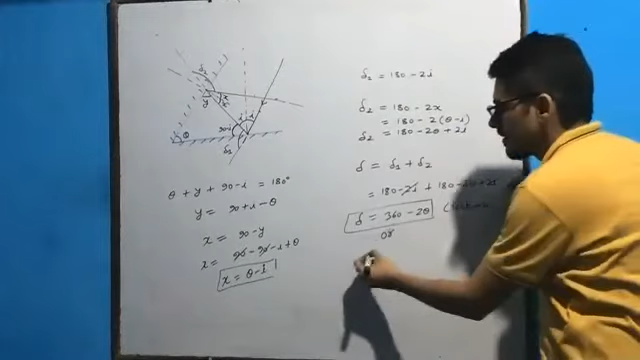 θ + y + 90-i = 180°
y = 90+i-θ
x = 90-y
x = 90-90-i+θ
x = θ-i
δ₁ = 180-2i
δ₂ = 180-2x
= 180-2(θ-i)
δ₂ = 180-2θ+2i
δ = δ₁ + δ₂
= 180-2i + 180-2θ+2i
δ = 360-2θ
OR